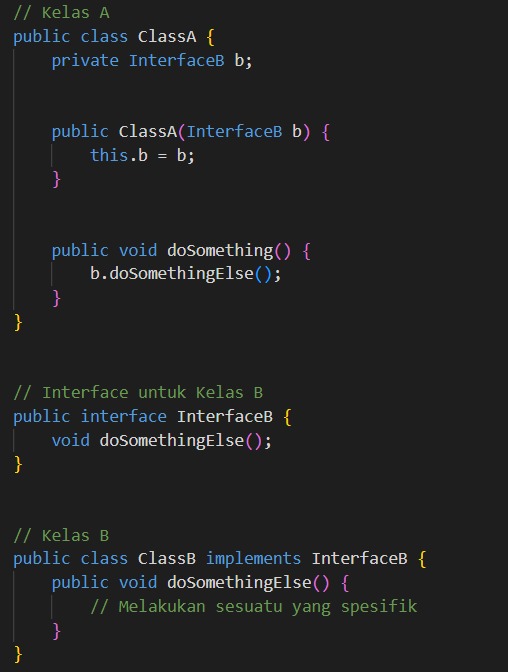 // Kelas A
public class ClassA {
private InterfaceB b;
public ClassA(InterfaceB b) {
this.b = b;
}
public void doSomething() {
b.doSomethingElse();
}
}
// Interface untuk Kelas B
public interface InterfaceB {
void doSomethingElse();
}
// Kelas B
public class ClassB implements InterfaceB {
public void doSomethingElse() {
// Melakukan sesuatu yang spesifik
}
}